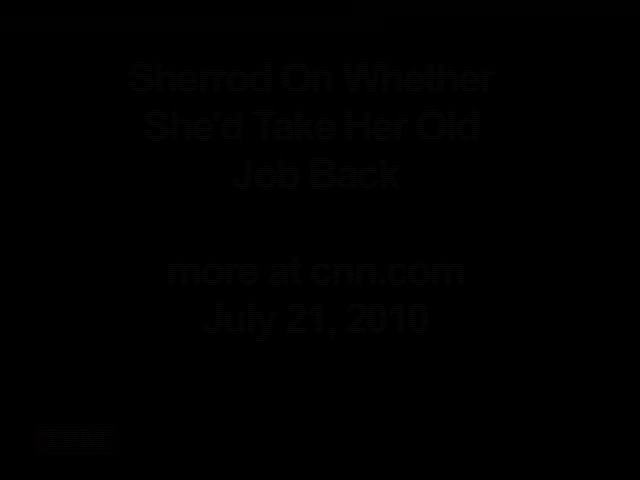 Sherrod On Whether
She'd Take Her Old
Job Back
more at cnn.com
July 21, 2010